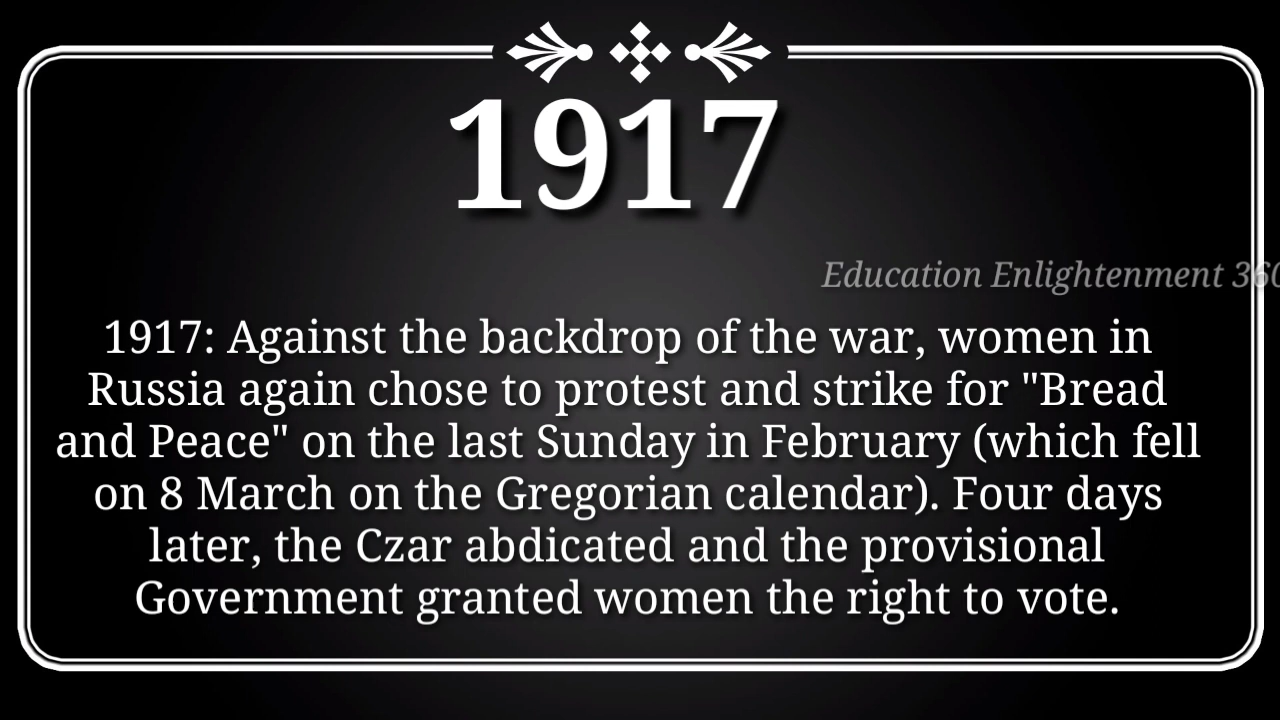 1917
Education Enlightenment 360
1917: Against the backdrop of the war, women in
Russia again chose to protest and strike for "Bread
and Peace" on the last Sunday in February (which fell
on 8 March on the Gregorian calendar). Four days
later, the Czar abdicated and the provisional
Government granted women the right to vote.